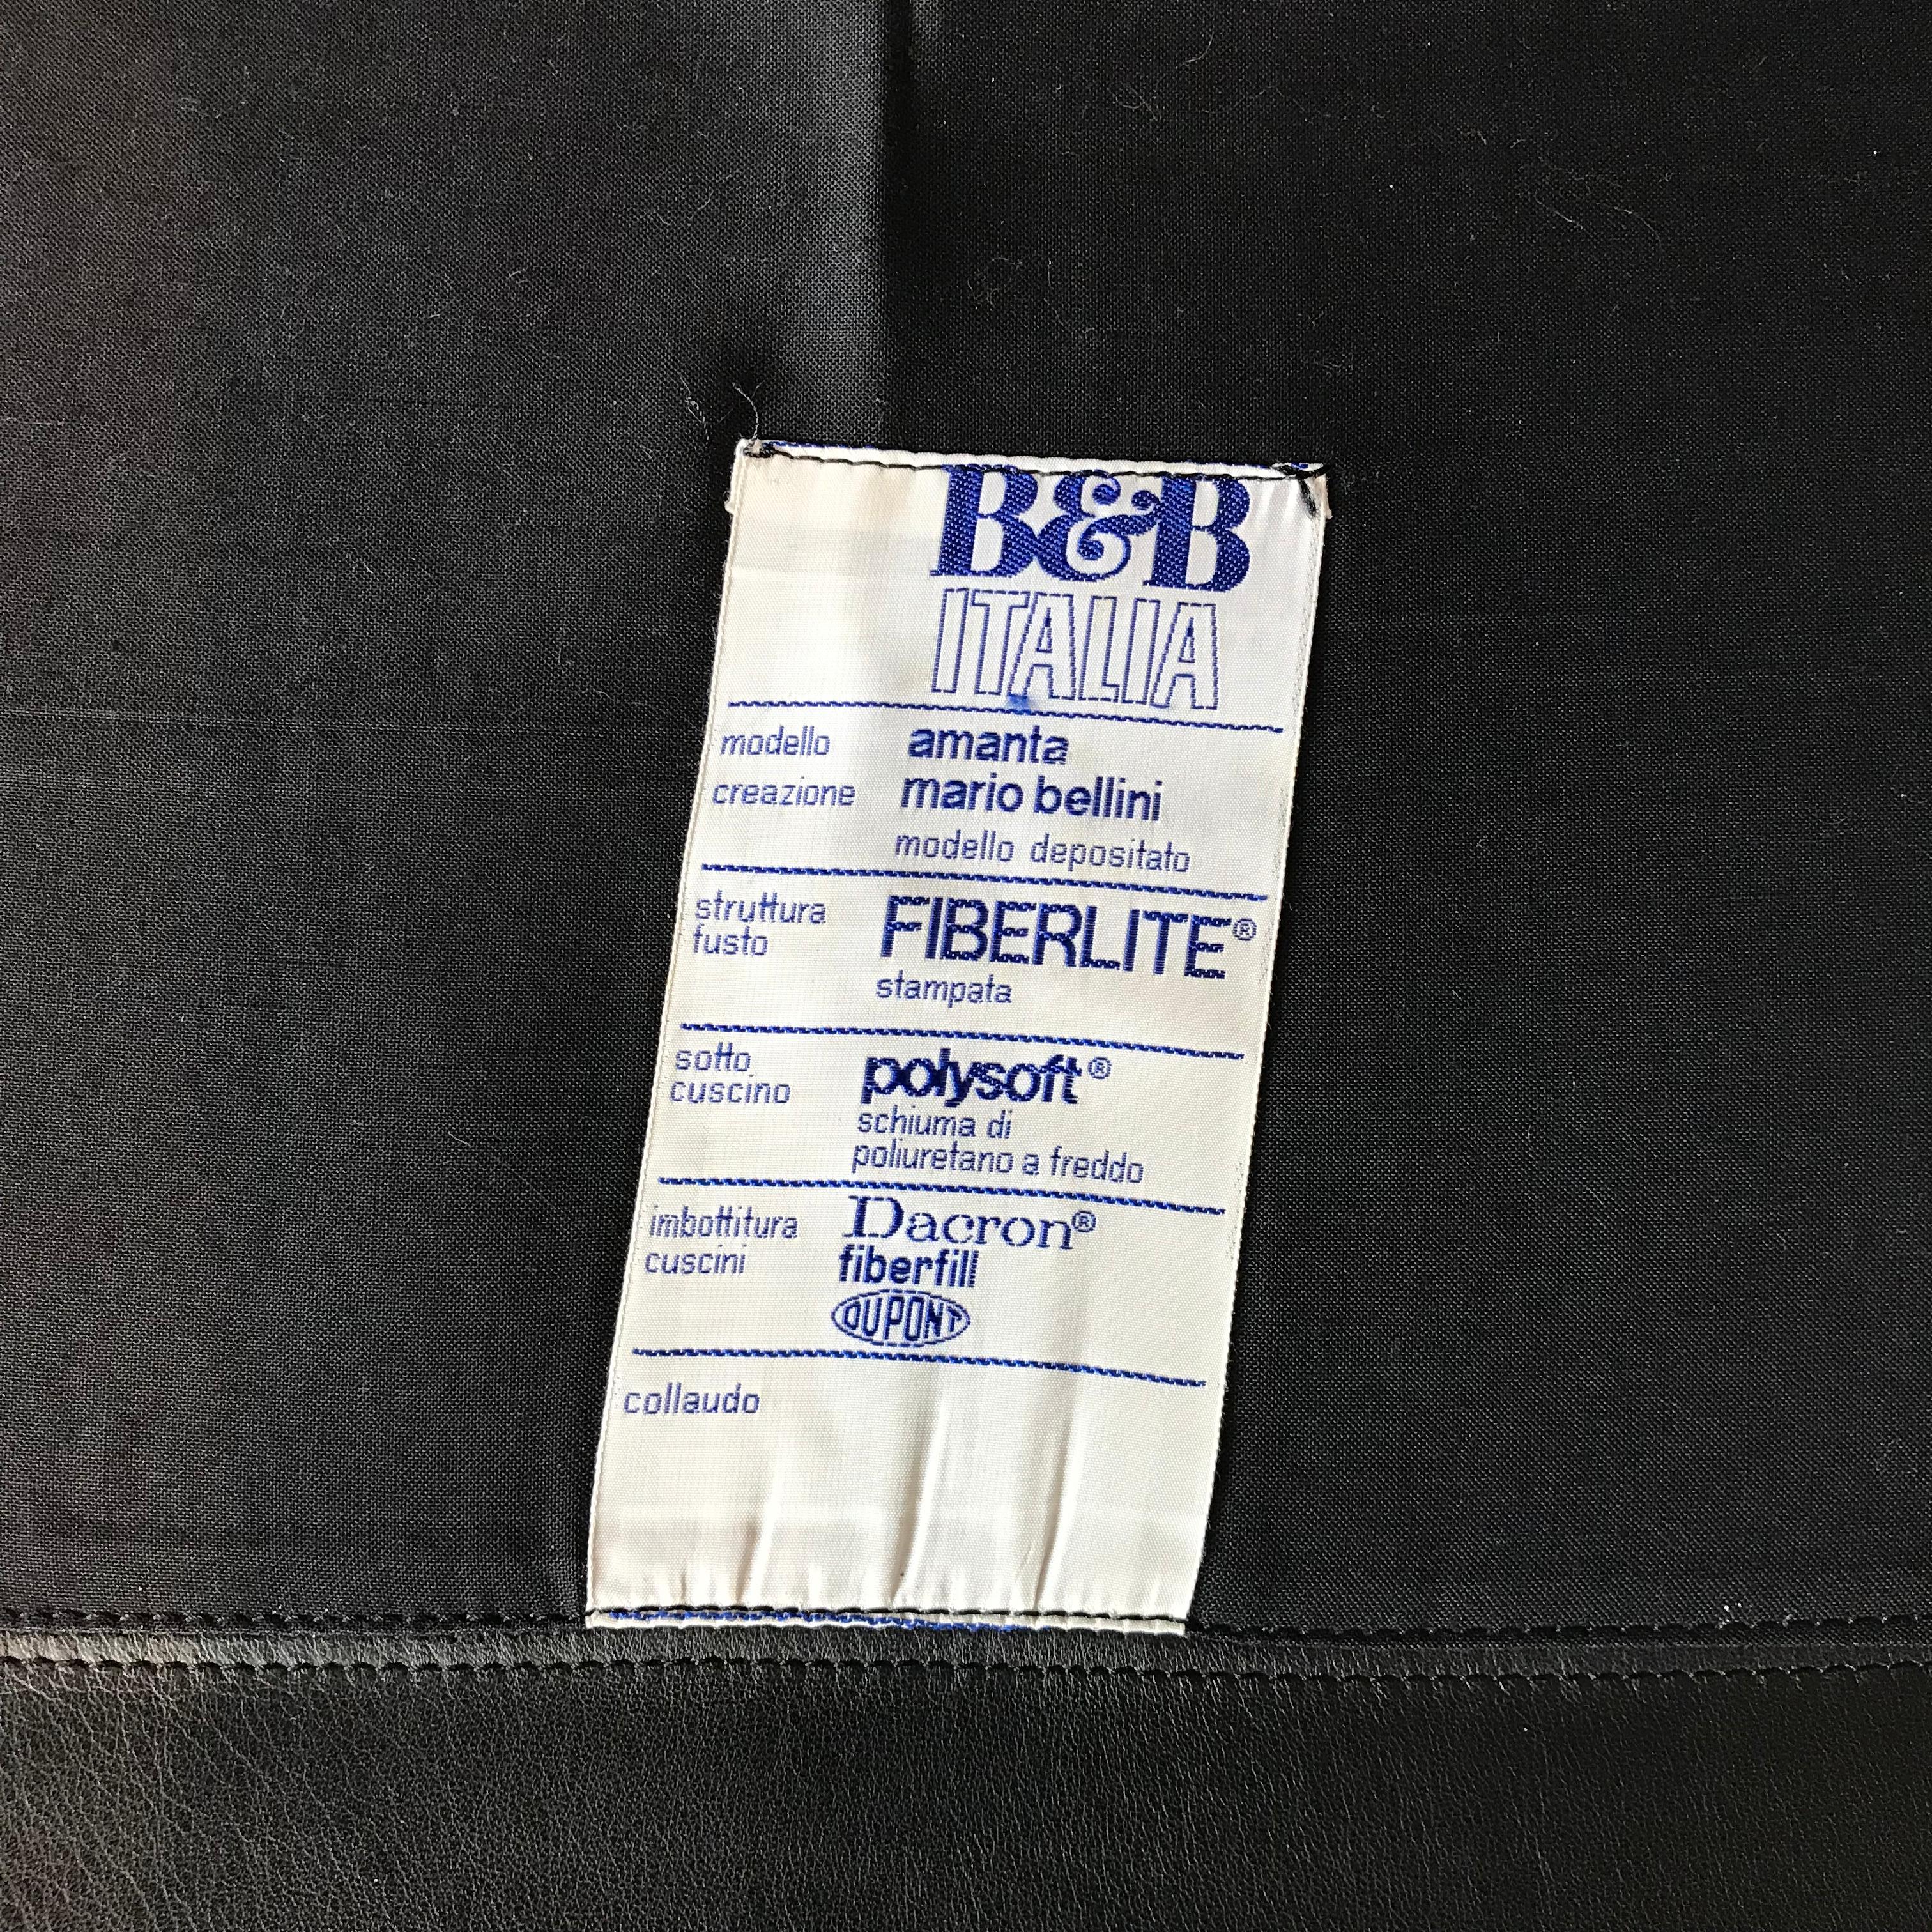 B&B
ITALIA
modello amanta
creazione mario bellini
modello depositato
struttura FIBERLITE®
fusto
stampata
sotto polysoft®
cuscino
schiuma di
poliuretano a freddo
imbottitura Dacron®
cuscini fiberfill
DUPONT
collaudo